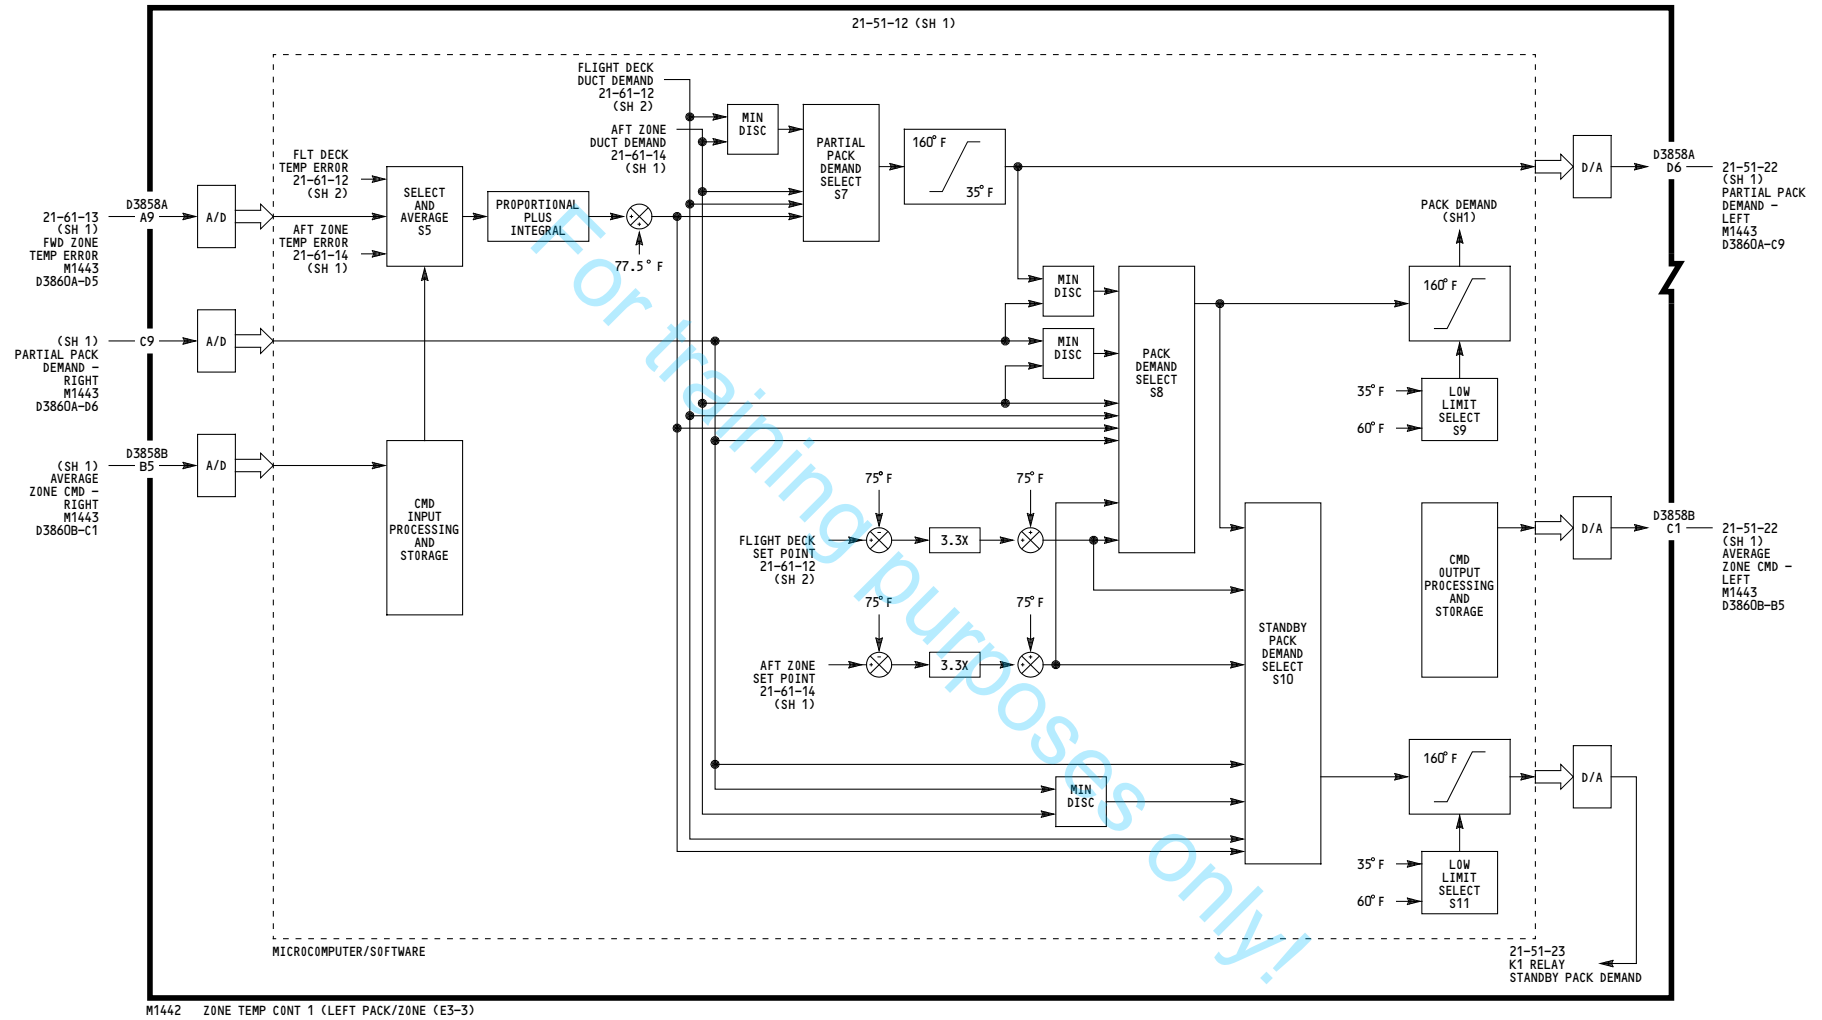 21-51-12 (SH 1)
FLIGHT DECK
DUCT DEMAND
21-61-12
(SH 2)
AFT ZONE
DUCT DEMAND
21-61-14
(SH 1)
MIN
DISC
PARTIAL
PACK
DEMAND
SELECT
S7
160°F
35°F
D/A
D3858A
D6
21-51-22
(SH 1)
PARTIAL PACK
DEMAND -
LEFT
M1443
D3860A-C9
FLT DECK
TEMP ERROR
21-61-12
(SH 2)
AFT ZONE
TEMP ERROR
21-61-14
(SH 1)
SELECT
AND
AVERAGE
S5
PROPORTIONAL
PLUS
INTEGRAL
+
+
77.5°F
D3858A
A9
21-61-13
(SH 1)
FWD ZONE
TEMP ERROR
M1443
D3860A-D5
A/D
PACK DEMAND
(SH1)
160°F
MIN
DISC
MIN
DISC
PACK
DEMAND
SELECT
S8
C9
(SH 1)
PARTIAL PACK
DEMAND -
RIGHT
M1443
D3860A-D6
A/D
35°F
60°F
LOW
LIMIT
SELECT
S9
D3858B
B5
(SH 1)
AVERAGE
ZONE CMD -
RIGHT
M1443
D3860B-C1
A/D
CMD
INPUT
PROCESSING
AND
STORAGE
75°F
75°F
FLIGHT DECK
SET POINT
21-61-12
(SH 2)
+
-
3.3X
+
+
75°F
75°F
AFT ZONE
SET POINT
21-61-14
(SH 1)
+
-
3.3X
+
+
STANDBY
PACK
DEMAND
SELECT
S10
CMD
OUTPUT
PROCESSING
AND
STORAGE
D/A
D3858B
C1
21-51-22
(SH 1)
AVERAGE
ZONE CMD -
LEFT
M1443
D3860B-B5
MIN
DISC
160°F
D/A
35°F
60°F
LOW
LIMIT
SELECT
S11
21-51-23
K1 RELAY
STANDBY PACK DEMAND
MICROCOMPUTER/SOFTWARE
M1442 ZONE TEMP CONT 1 (LEFT PACK/ZONE (E3-3)
For training purposes only!